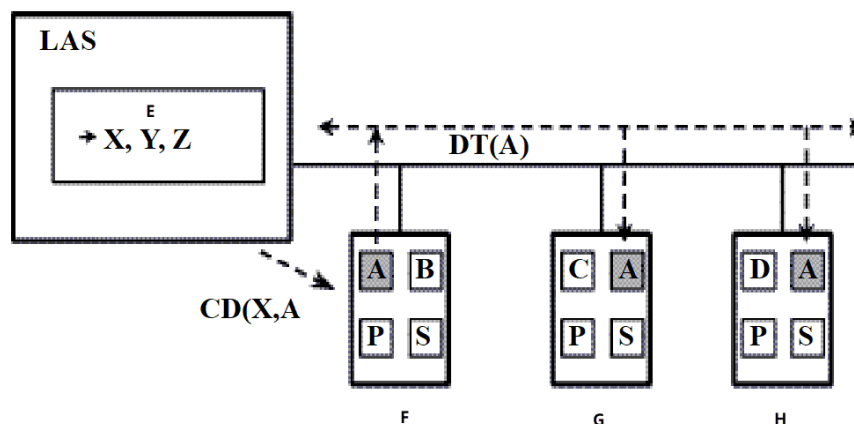 LAS
E
X, Y, Z
DT(A)
CD(X,A
A B
P S
C A
P S
D A
P S
F
G
H